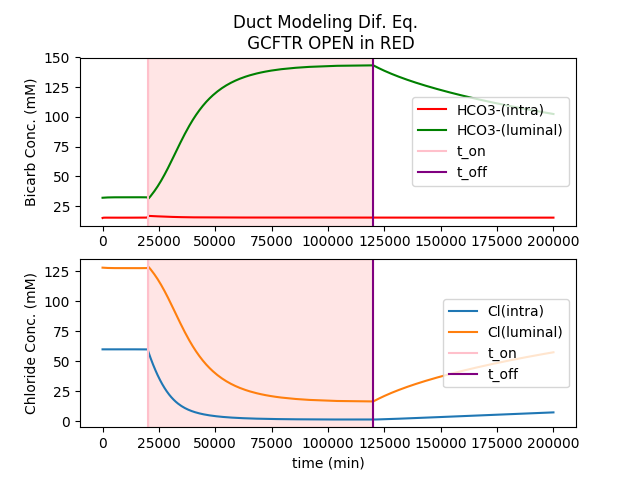 Duct Modeling Dif. Eq.
GCFTR OPEN in RED
Bicarb Conc. (mM)
150
125
100
75
50
25
HCO3-(intra)
HCO3-(luminal)
t_on
t_off
0 25000 50000 75000 100000 125000 150000 175000 200000
Chloride Conc. (mM)
125
100
75
50
25
0
Cl(intra)
Cl(luminal)
t_on
t_off
0 25000 50000 75000 100000 125000 150000 175000 200000
time (min)